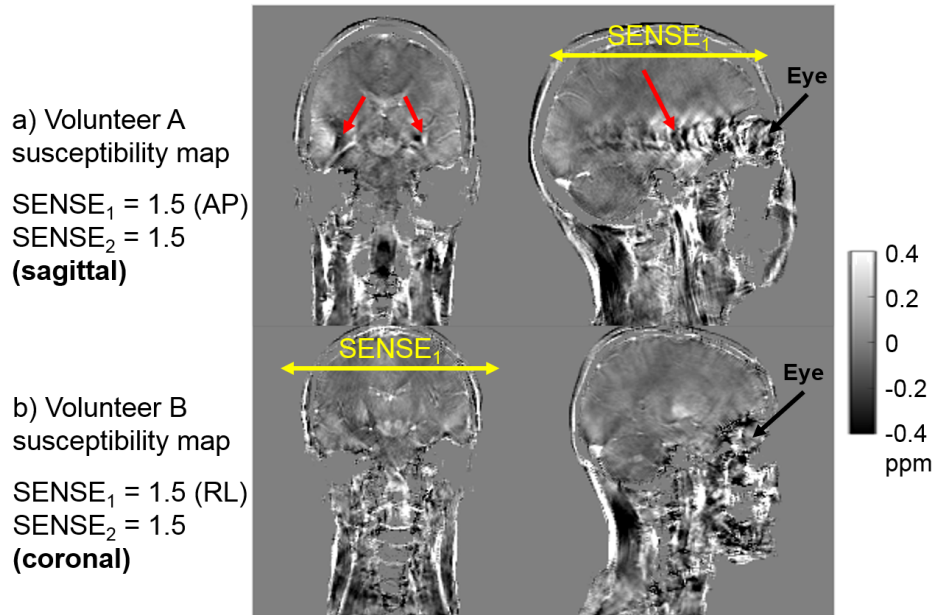 SENSE₁
Eye
a) Volunteer A
susceptibility map
SENSE₁ = 1.5 (AP)
SENSE₂ = 1.5
(sagittal)
0.4
0.2
0
-0.2
-0.4
ppm
SENSE₁
Eye
b) Volunteer B
susceptibility map
SENSE₁ = 1.5 (RL)
SENSE₂ = 1.5
(coronal)